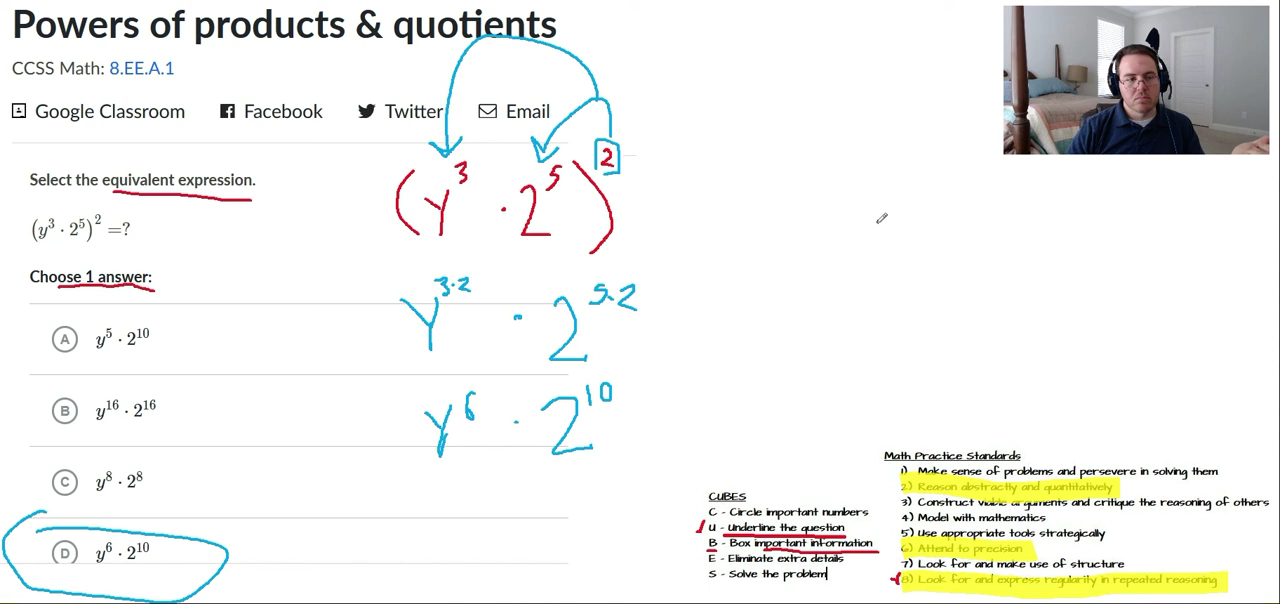 Powers of products & quotients
CCSS Math: 8.EE.A.1
Google Classroom Facebook Twitter Email
Select the equivalent expression.
(y³ · 2⁵)² =?
Choose 1 answer:
A y⁵ · 2¹⁰
B y¹⁶ · 2¹⁶
C y⁸ · 2⁸
D y⁶ · 2¹⁰
(y³ · 2⁵)²
y³·² · 2⁵·²
y⁶ · 2¹⁰
CUBES
C - Circle important numbers
U - Underline the question
B - Box important information
E - Eliminate extra details
S - Solve the problem
Math Practice Standards
1) Make sense of problems and persevere in solving them
2) Reason abstractly and quantitatively
3) Construct viable arguments and critique the reasoning of others
4) Model with mathematics
5) Use appropriate tools strategically
6) Attend to precision
7) Look for and make use of structure
8) Look for and express regularity in repeated reasoning